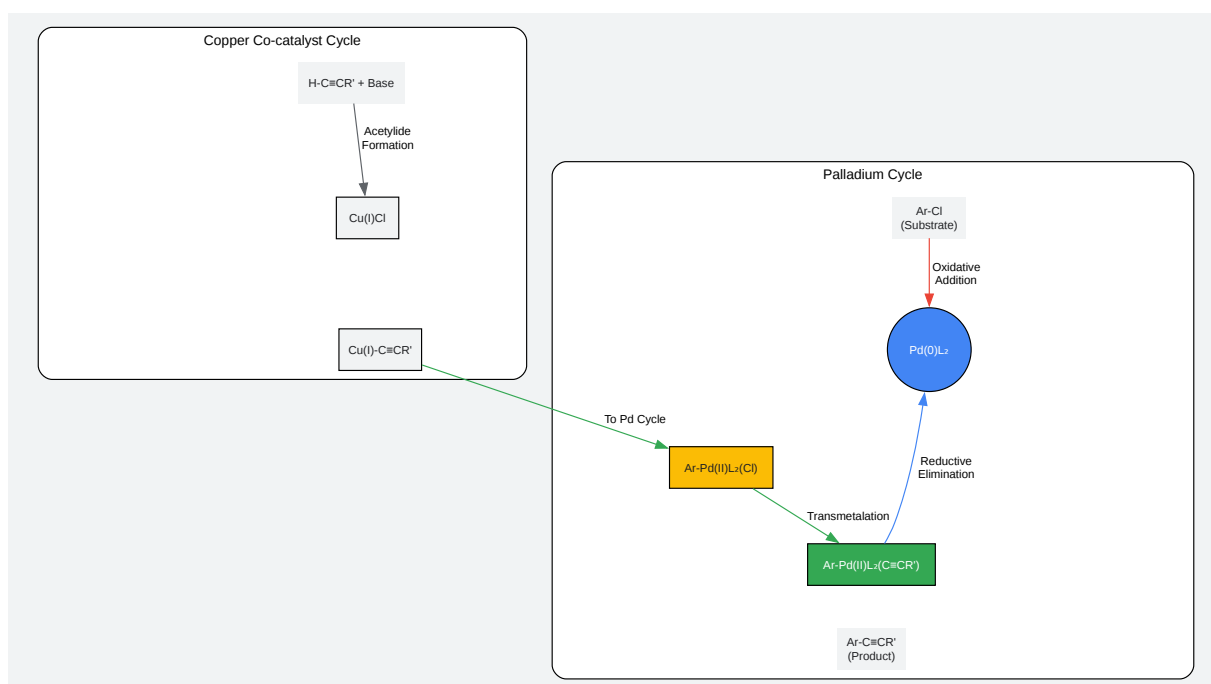 Copper Co-catalyst Cycle
H-C≡CR' + Base
Acetylide
Formation
Cu(I)Cl
Cu(I)-C≡CR'
To Pd Cycle
Palladium Cycle
Ar-Cl
(Substrate)
Oxidative
Addition
Pd(0)L₂
Ar-Pd(II)L₂(Cl)
Reductive
Elimination
Transmetalation
Ar-Pd(II)L₂(C≡CR')
Ar-C≡CR'
(Product)